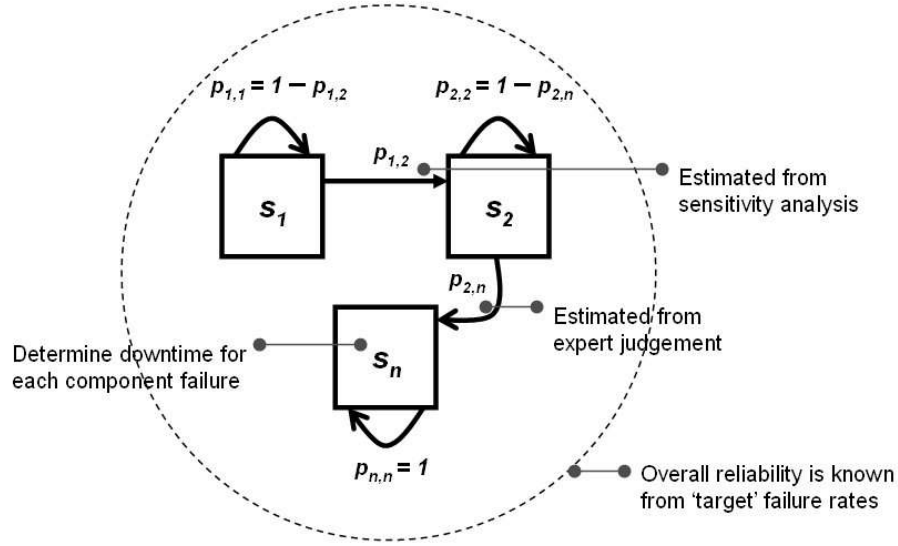 p1,1 = 1 – p1,2
p2,2 = 1 – p2,n
p1,2
s1
s2
Estimated from
sensitivity analysis
p2,n
Estimated from
expert judgement
Determine downtime for
each component failure
sn
pn,n = 1
Overall reliability is known
from ‘target’ failure rates